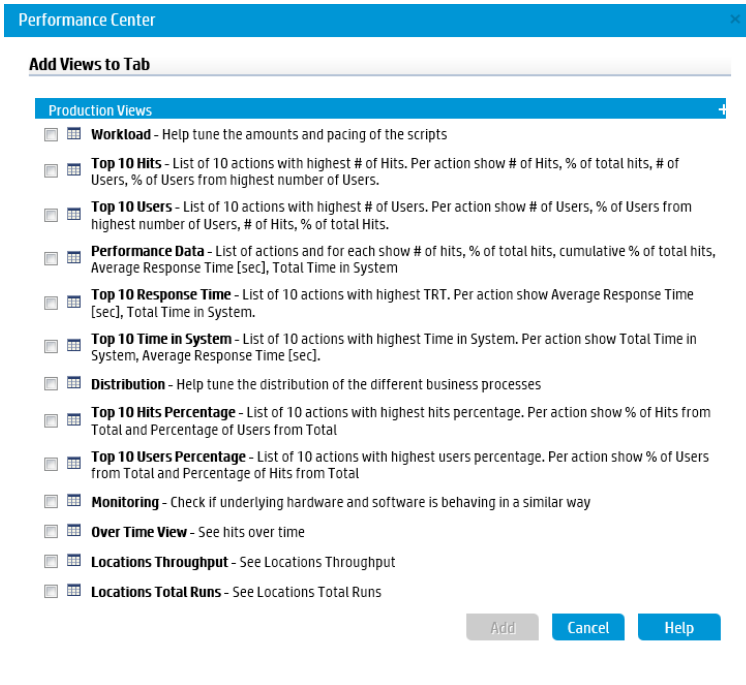 Performance Center
×
Add Views to Tab
Production Views +
Workload - Help tune the amounts and pacing of the scripts
Top 10 Hits - List of 10 actions with highest # of Hits. Per action show # of Hits, % of total hits, # of
Users, % of Users from highest number of Users.
Top 10 Users - List of 10 actions with highest # of Users. Per action show # of Users, % of Users from
highest number of Users, # of Hits, % of total Hits.
Performance Data - List of actions and for each show # of hits, % of total hits, cumulative % of total hits,
Average Response Time [sec], Total Time in System
Top 10 Response Time - List of 10 actions with highest TRT. Per action show Average Response Time
[sec], Total Time in System.
Top 10 Time in System - List of 10 actions with highest Time in System. Per action show Total Time in
System, Average Response Time [sec].
Distribution - Help tune the distribution of the different business processes
Top 10 Hits Percentage - List of 10 actions with highest hits percentage. Per action show % of Hits from
Total and Percentage of Users from Total
Top 10 Users Percentage - List of 10 actions with highest users percentage. Per action show % of Users
from Total and Percentage of Hits from Total
Monitoring - Check if underlying hardware and software is behaving in a similar way
Over Time View - See hits over time
Locations Throughput - See Locations Throughput
Locations Total Runs - See Locations Total Runs
Add Cancel Help